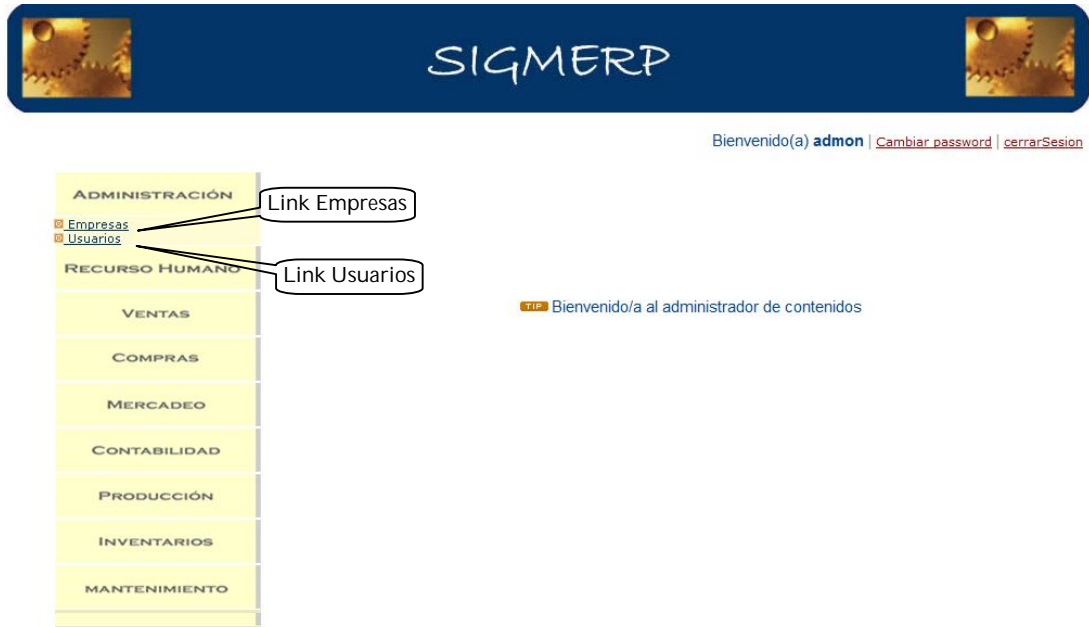 SIGMERP
Bienvenido(a) admon | Cambiar password | cerrarSesion
ADMINISTRACIÓN
Link Empresas
Empresas
Usuarios
RECURSO HUMANO
Link Usuarios
VENTAS
TIP Bienvenido/a al administrador de contenidos
COMPRAS
MERCADEO
CONTABILIDAD
PRODUCCIÓN
INVENTARIOS
MANTENIMIENTO